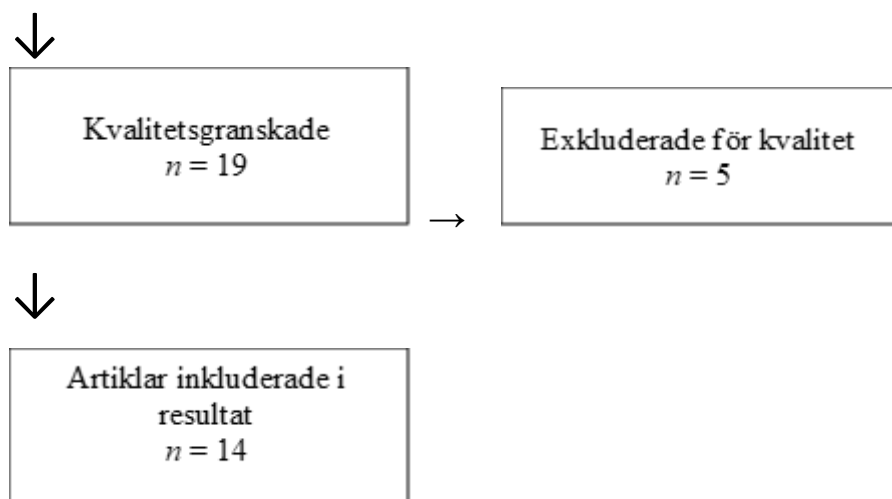 ↓
Kvalitetsgranskade
n = 19
→
Exkluderade för kvalitet
n = 5
↓
Artiklar inkluderade i
resultat
n = 14